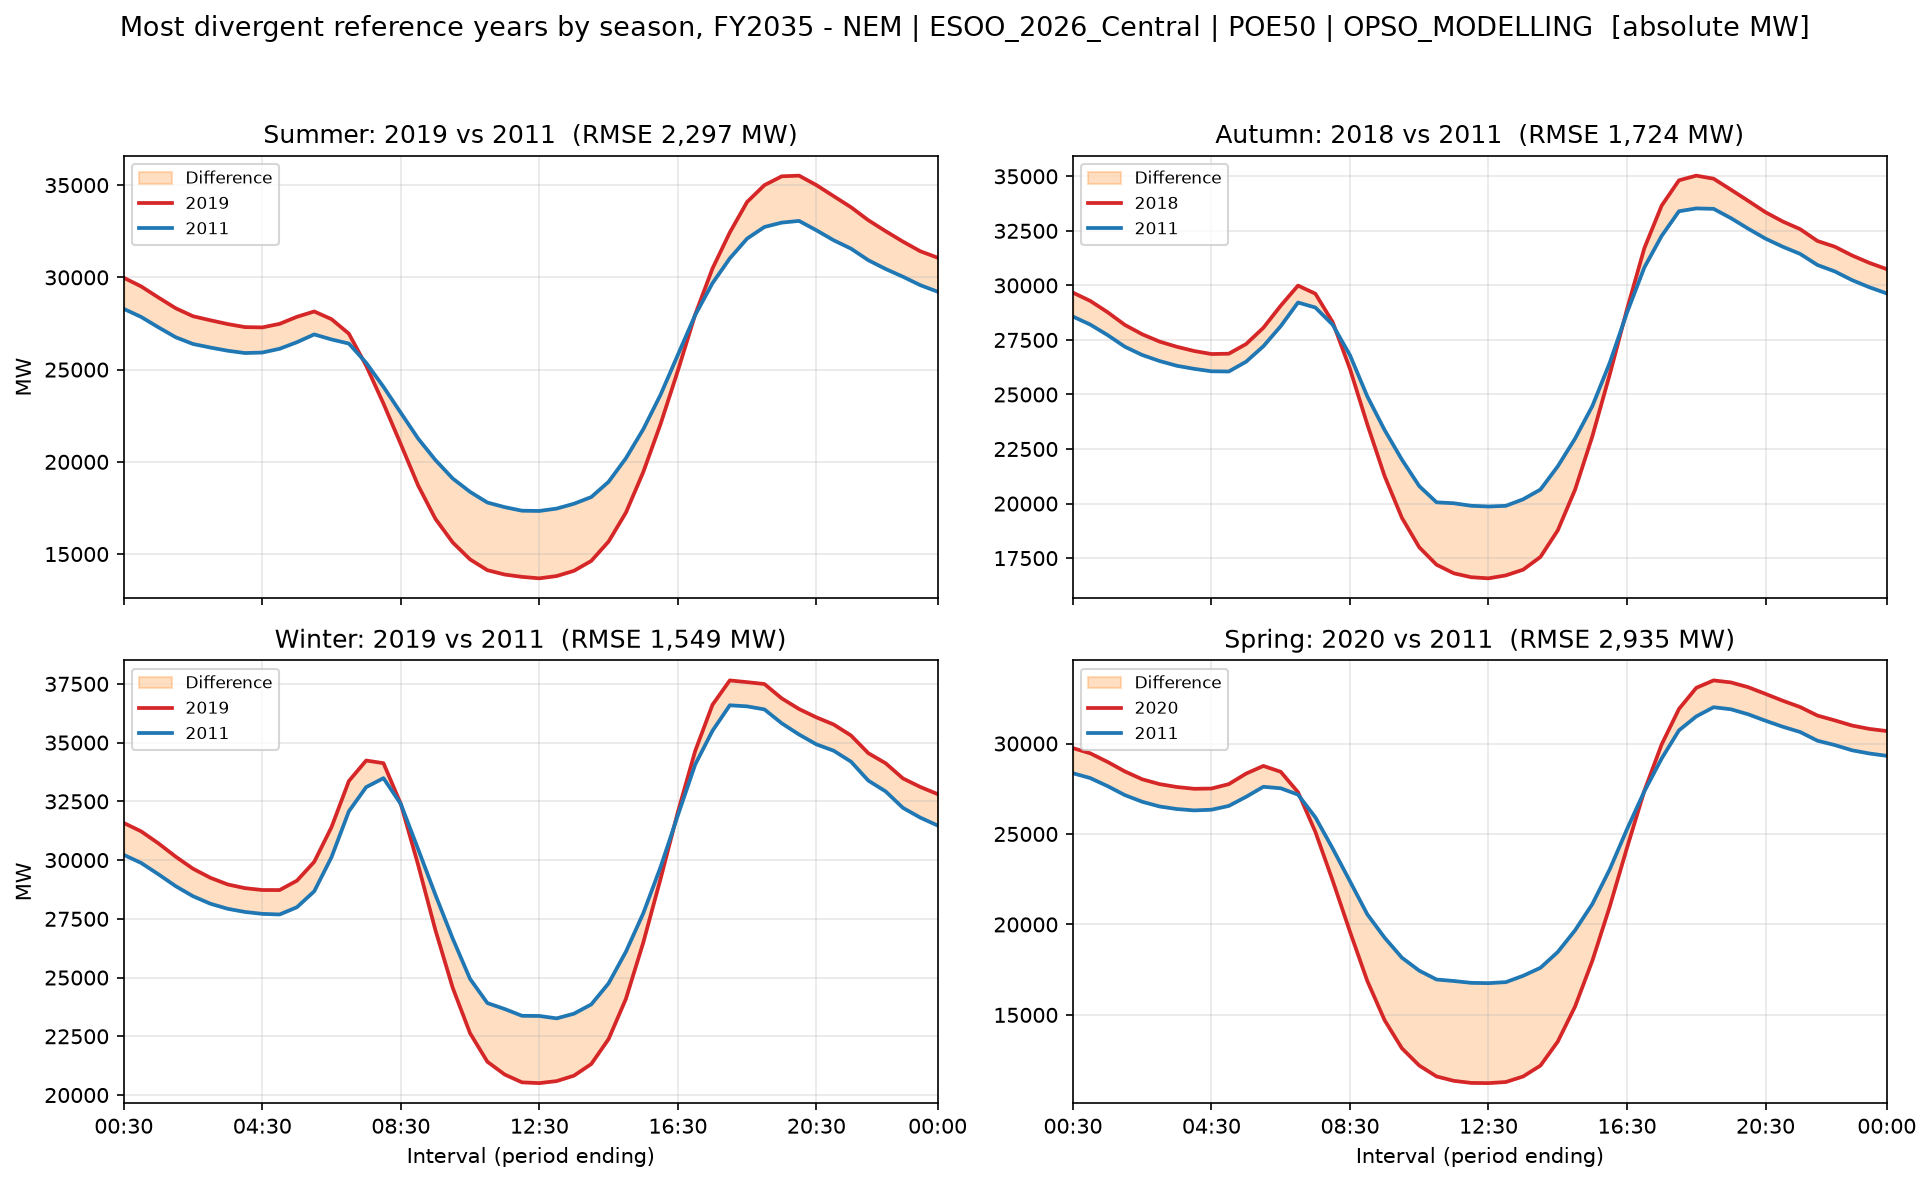 Most divergent reference years by season, FY2035 - NEM | ESOO_2026_Central | POE50 | OPSO_MODELLING  [absolute MW]
Summer: 2019 vs 2011  (RMSE 2,297 MW)
Difference
2019
2011
35000
30000
25000
20000
15000
MW
Autumn: 2018 vs 2011  (RMSE 1,724 MW)
Difference
2018
2011
35000
32500
30000
27500
25000
22500
20000
17500
Winter: 2019 vs 2011  (RMSE 1,549 MW)
Difference
2019
2011
37500
35000
32500
30000
27500
25000
22500
20000
MW
00:30 04:30 08:30 12:30 16:30 20:30 00:00
Interval (period ending)
Spring: 2020 vs 2011  (RMSE 2,935 MW)
Difference
2020
2011
30000
25000
20000
15000
00:30 04:30 08:30 12:30 16:30 20:30 00:00
Interval (period ending)